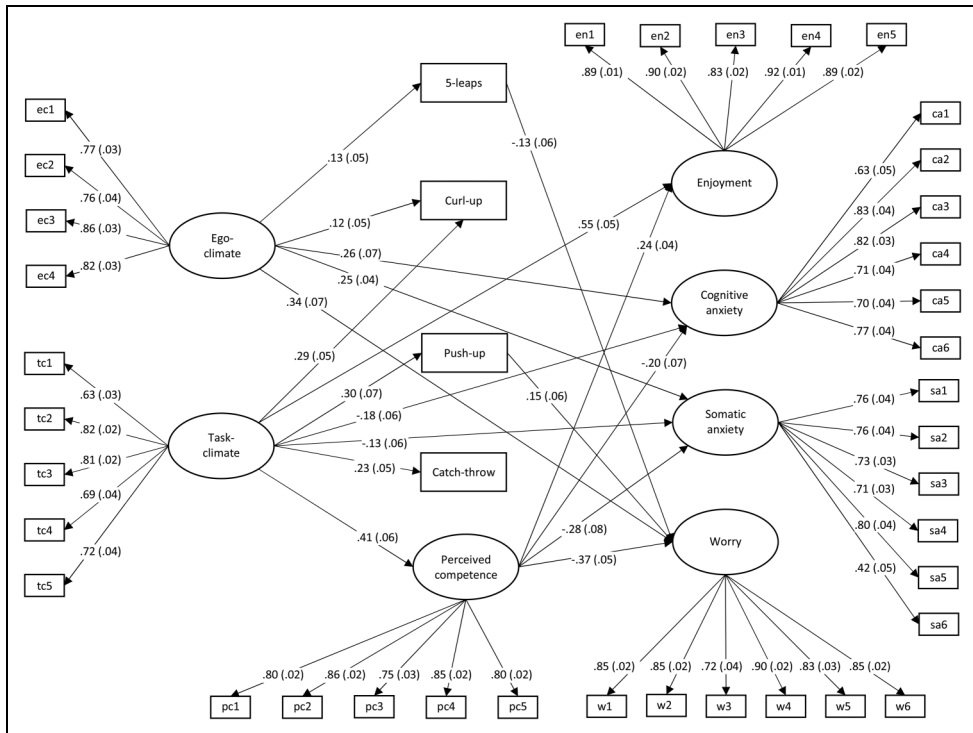 en1
en2
en3
en4
en5
.89 (.01)
.90 (.02)
.83 (.02)
.92 (.01)
.89 (.02)
Enjoyment
5-leaps
.13 (.05)
-.13 (.06)
Curl-up
.12 (.05)
.55 (.05)
.24 (.04)
ec1
ec2
ec3
ec4
.77 (.03)
.76 (.04)
.86 (.03)
.82 (.03)
Ego-
climate
.26 (.07)
.25 (.04)
.34 (.07)
ca1
ca2
ca3
ca4
ca5
ca6
.63 (.05)
.83 (.04)
.82 (.03)
.71 (.04)
.70 (.04)
.77 (.04)
Cognitive
anxiety
.29 (.05)
Push-up
.30 (.07)
-.20 (.07)
.15 (.06)
tc1
tc2
tc3
tc4
tc5
.63 (.03)
.82 (.02)
.81 (.02)
.69 (.04)
.72 (.04)
Task-
climate
-.18 (.06)
-.13 (.06)
.23 (.05)
Catch-throw
.41 (.06)
Somatic
anxiety
sa1
sa2
sa3
sa4
sa5
sa6
.76 (.04)
.76 (.04)
.73 (.03)
.71 (.03)
.80 (.04)
.42 (.05)
-.28 (.08)
-.37 (.05)
Perceived
competence
Worry
.80 (.02)
.86 (.02)
.75 (.03)
.85 (.02)
.80 (.02)
pc1
pc2
pc3
pc4
pc5
.85 (.02)
.85 (.02)
.72 (.04)
.90 (.02)
.83 (.03)
.85 (.02)
w1
w2
w3
w4
w5
w6